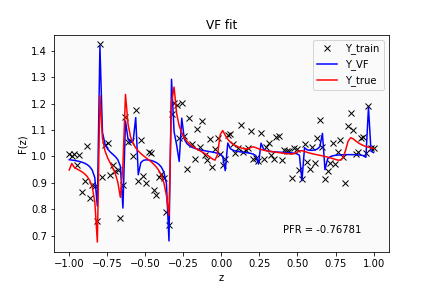 VF fit
Y_train
Y_VF
Y_true
1.4
1.3
1.2
1.1
1.0
0.9
0.8
0.7
F(z)
PFR = -0.76781
-1.00 -0.75 -0.50 -0.25 0.00 0.25 0.50 0.75 1.00
z